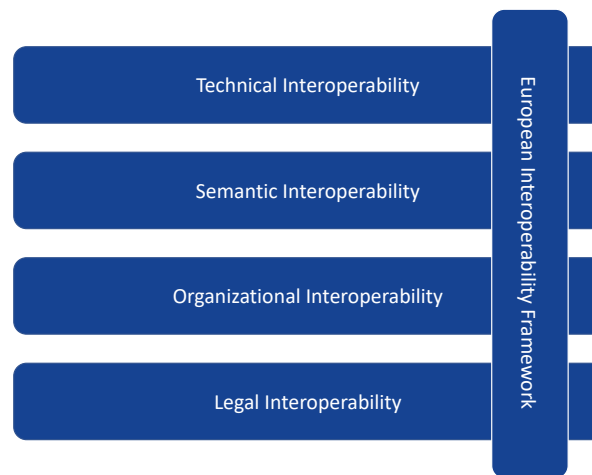 Technical Interoperability
Semantic Interoperability
Organizational Interoperability
Legal Interoperability
European Interoperability Framework